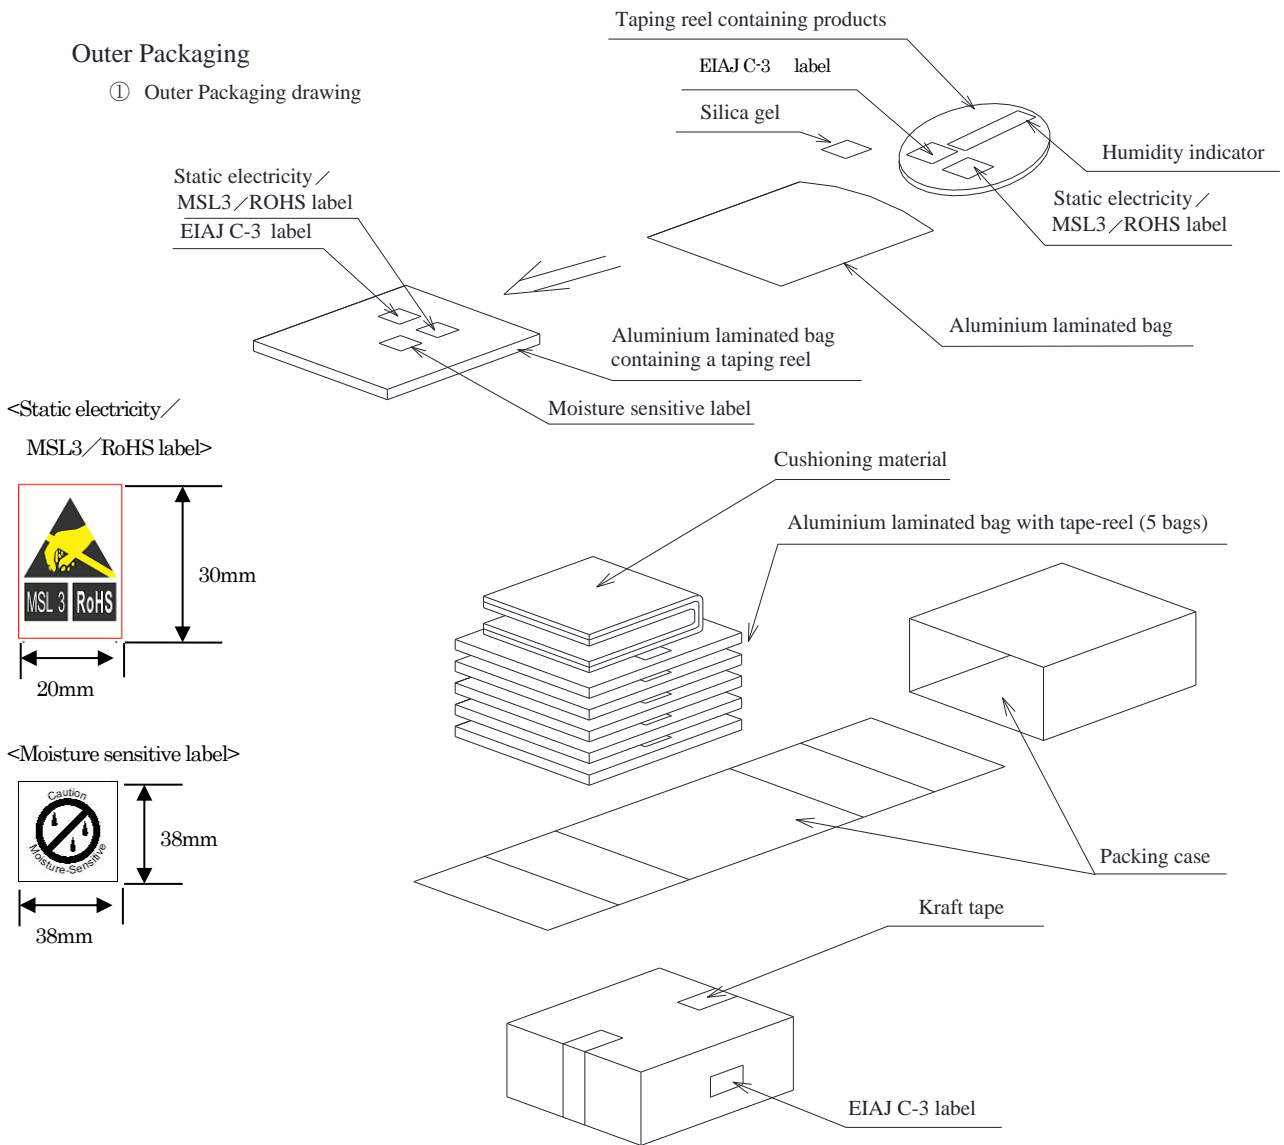 Outer Packaging
① Outer Packaging drawing
Taping reel containing products
EIAJ C-3 label
Silica gel
Humidity indicator
Static electricity／
MSL3／ROHS label
Static electricity／
MSL3／ROHS label
EIAJ C-3 label
Aluminium laminated bag
Aluminium laminated bag
containing a taping reel
Moisture sensitive label
<Static electricity／
MSL3／RoHS label>
MSL 3 RoHS
30mm
20mm
<Moisture sensitive label>
Caution
Moisture-Sensitive
38mm
38mm
Cushioning material
Aluminium laminated bag with tape-reel (5 bags)
Packing case
Kraft tape
EIAJ C-3 label